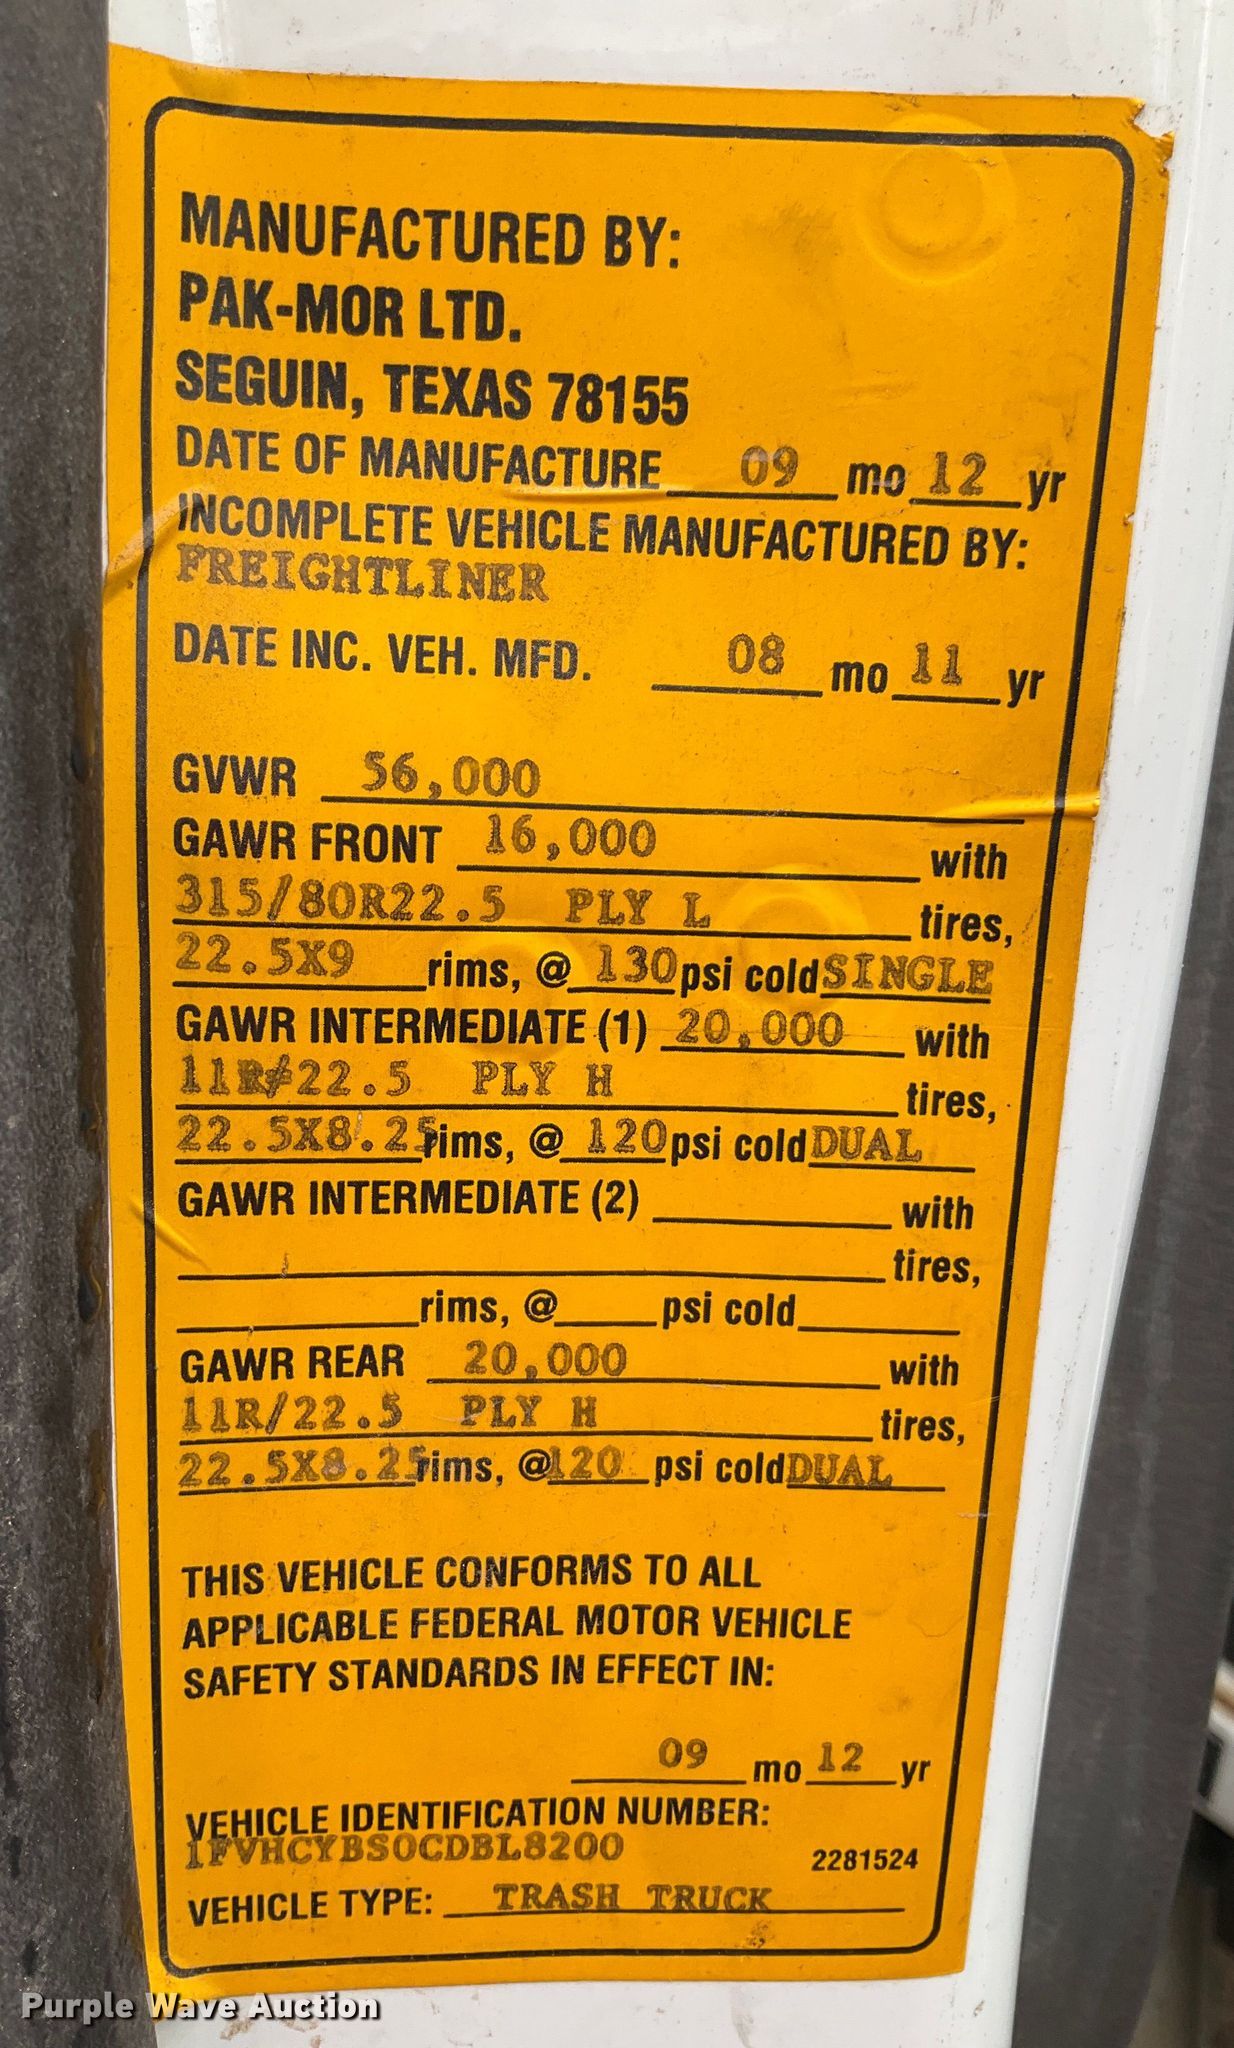 MANUFACTURED BY:
PAK-MOR LTD.
SEGUIN, TEXAS 78155
DATE OF MANUFACTURE 09 mo 12 yr
INCOMPLETE VEHICLE MANUFACTURED BY:
FREIGHTLINER
DATE INC. VEH. MFD. 08 mo 11 yr
GVWR 56,000
GAWR FRONT 16,000 with
315/80R22.5 PLY L tires,
22.5X9 rims, @ 130 psi cold SINGLE
GAWR INTERMEDIATE (1) 20,000 with
11R/22.5 PLY H tires,
22.5X8.25 rims, @ 120 psi cold DUAL
GAWR INTERMEDIATE (2) with
tires,
rims, @ psi cold
GAWR REAR 20,000 with
11R/22.5 PLY H tires,
22.5X8.25 rims, @ 120 psi cold DUAL
THIS VEHICLE CONFORMS TO ALL
APPLICABLE FEDERAL MOTOR VEHICLE
SAFETY STANDARDS IN EFFECT IN:
09 mo 12 yr
VEHICLE IDENTIFICATION NUMBER:
1FVHCYBS0CDBL8200 2281524
VEHICLE TYPE: TRASH TRUCK
Purple Wave Auction